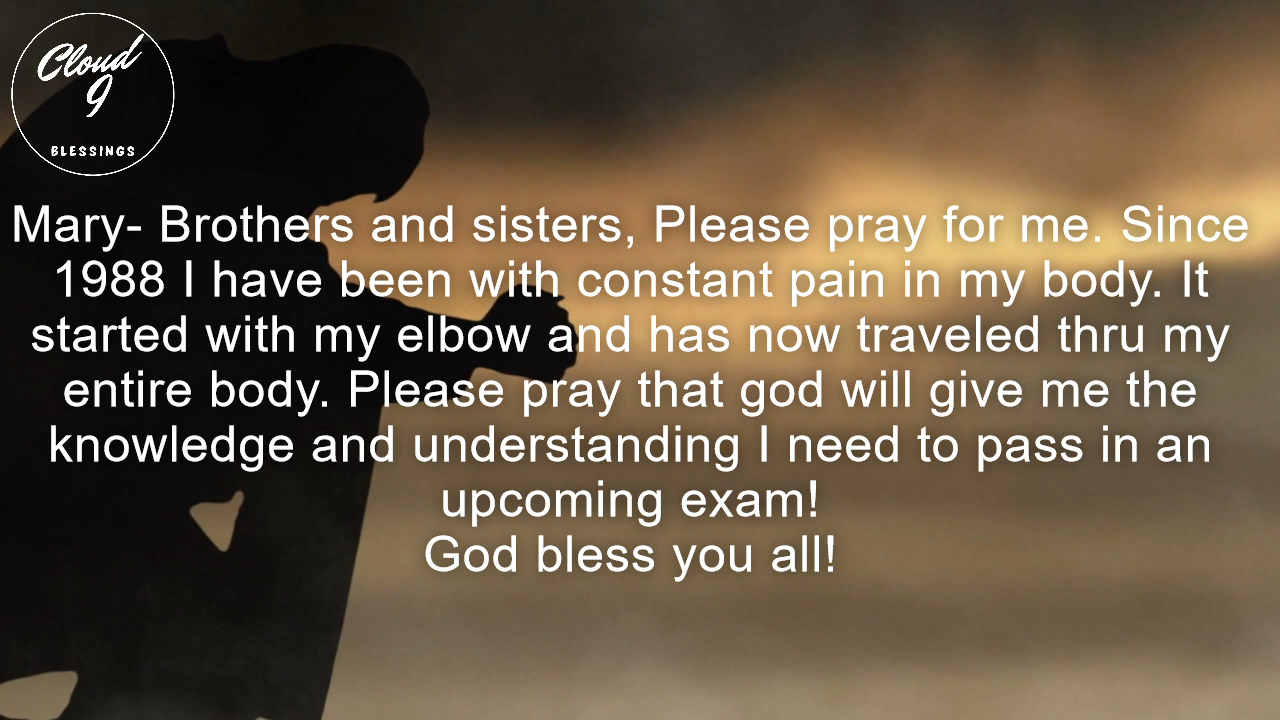 Cloud
9
BLESSINGS
Mary- Brothers and sisters, Please pray for me. Since
1988 I have been with constant pain in my body. It
started with my elbow and has now traveled thru my
entire body. Please pray that god will give me the
knowledge and understanding I need to pass in an
upcoming exam!
God bless you all!